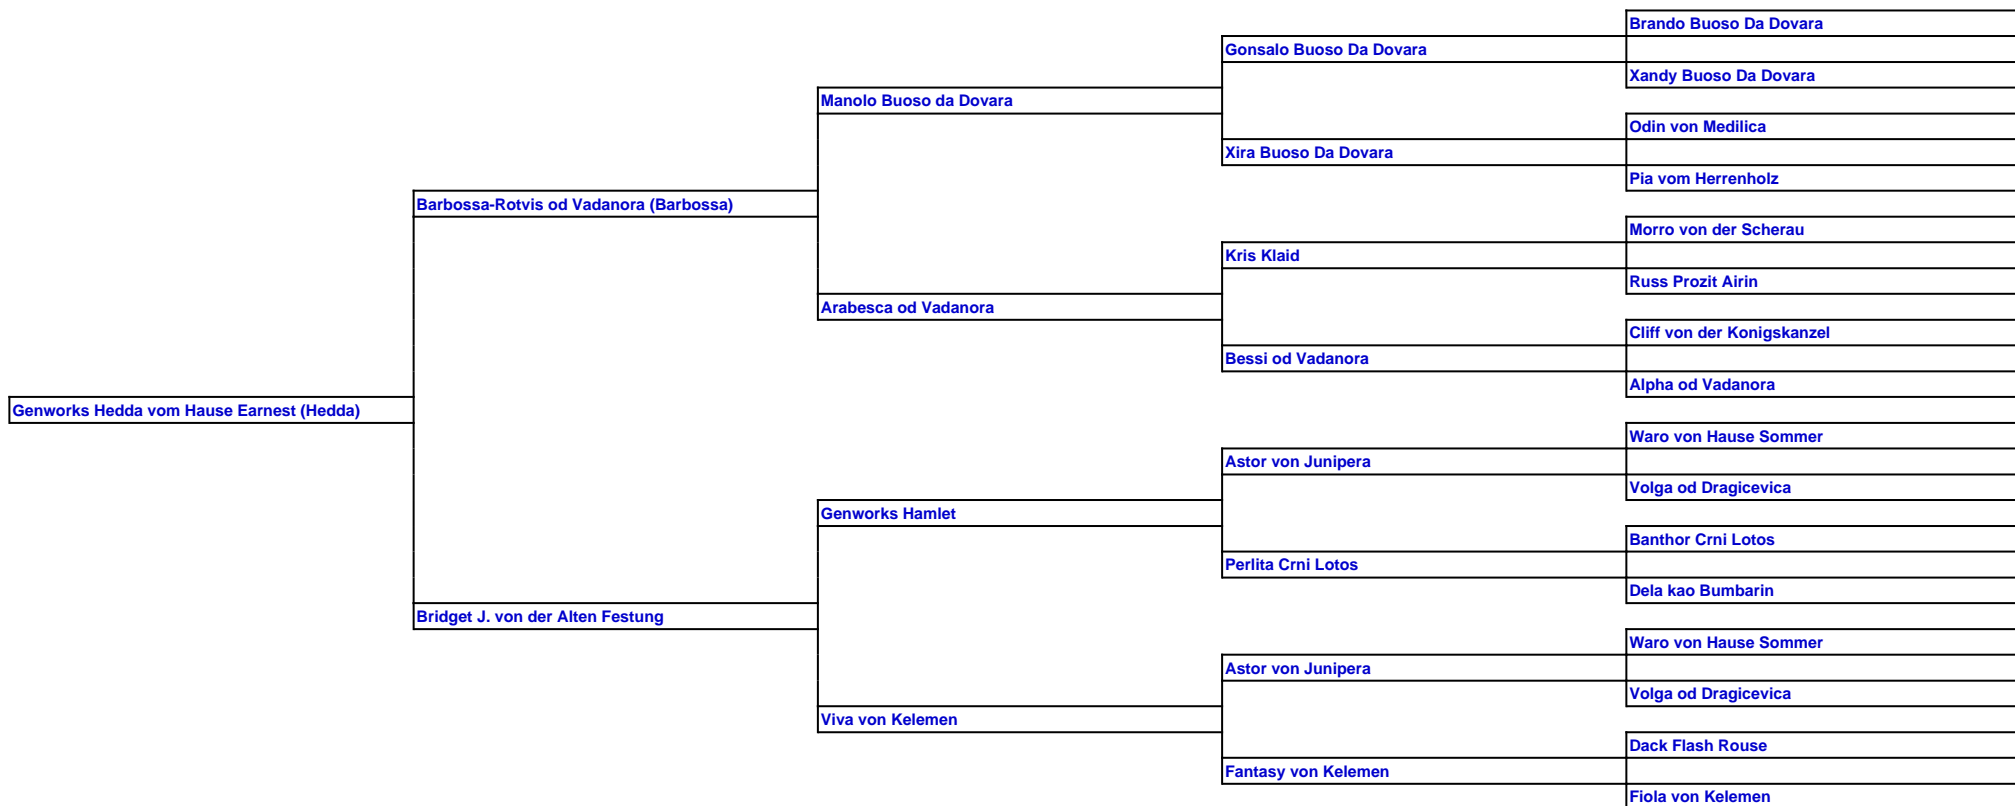 Brando Buoso Da Dovara
Gonsalo Buoso Da Dovara
Xandy Buoso Da Dovara
Manolo Buoso da Dovara
Odin von Medilica
Xira Buoso Da Dovara
Pia vom Herrenholz
Barbossa-Rotvis od Vadanora (Barbossa)
Morro von der Scherau
Kris Klaid
Russ Prozit Airin
Arabesca od Vadanora
Cliff von der Konigskanzel
Bessi od Vadanora
Alpha od Vadanora
Genworks Hedda vom Hause Earnest (Hedda)
Waro von Hause Sommer
Astor von Junipera
Volga od Dragicevica
Genworks Hamlet
Banthor Crni Lotos
Perlita Crni Lotos
Dela kao Bumbarin
Bridget J. von der Alten Festung
Waro von Hause Sommer
Astor von Junipera
Volga od Dragicevica
Viva von Kelemen
Dack Flash Rouse
Fantasy von Kelemen
Fiola von Kelemen